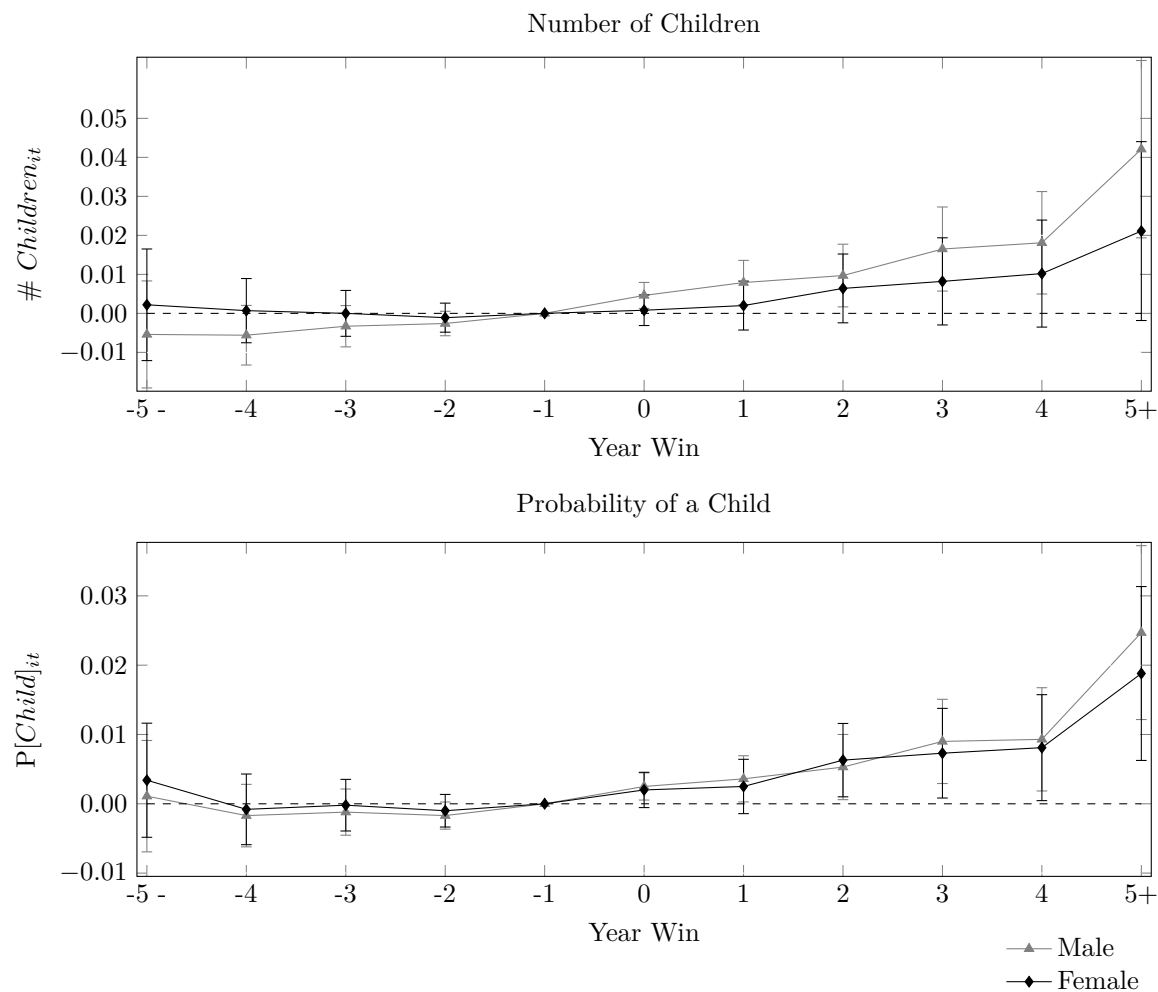 Number of Children
# Children_it
0.05
0.04
0.03
0.02
0.01
0.00
−0.01
-5 - -4 -3 -2 -1 0 1 2 3 4 5+
Year Win
Probability of a Child
P[Child]_it
0.03
0.02
0.01
0.00
−0.01
-5 - -4 -3 -2 -1 0 1 2 3 4 5+
Year Win
Male
Female